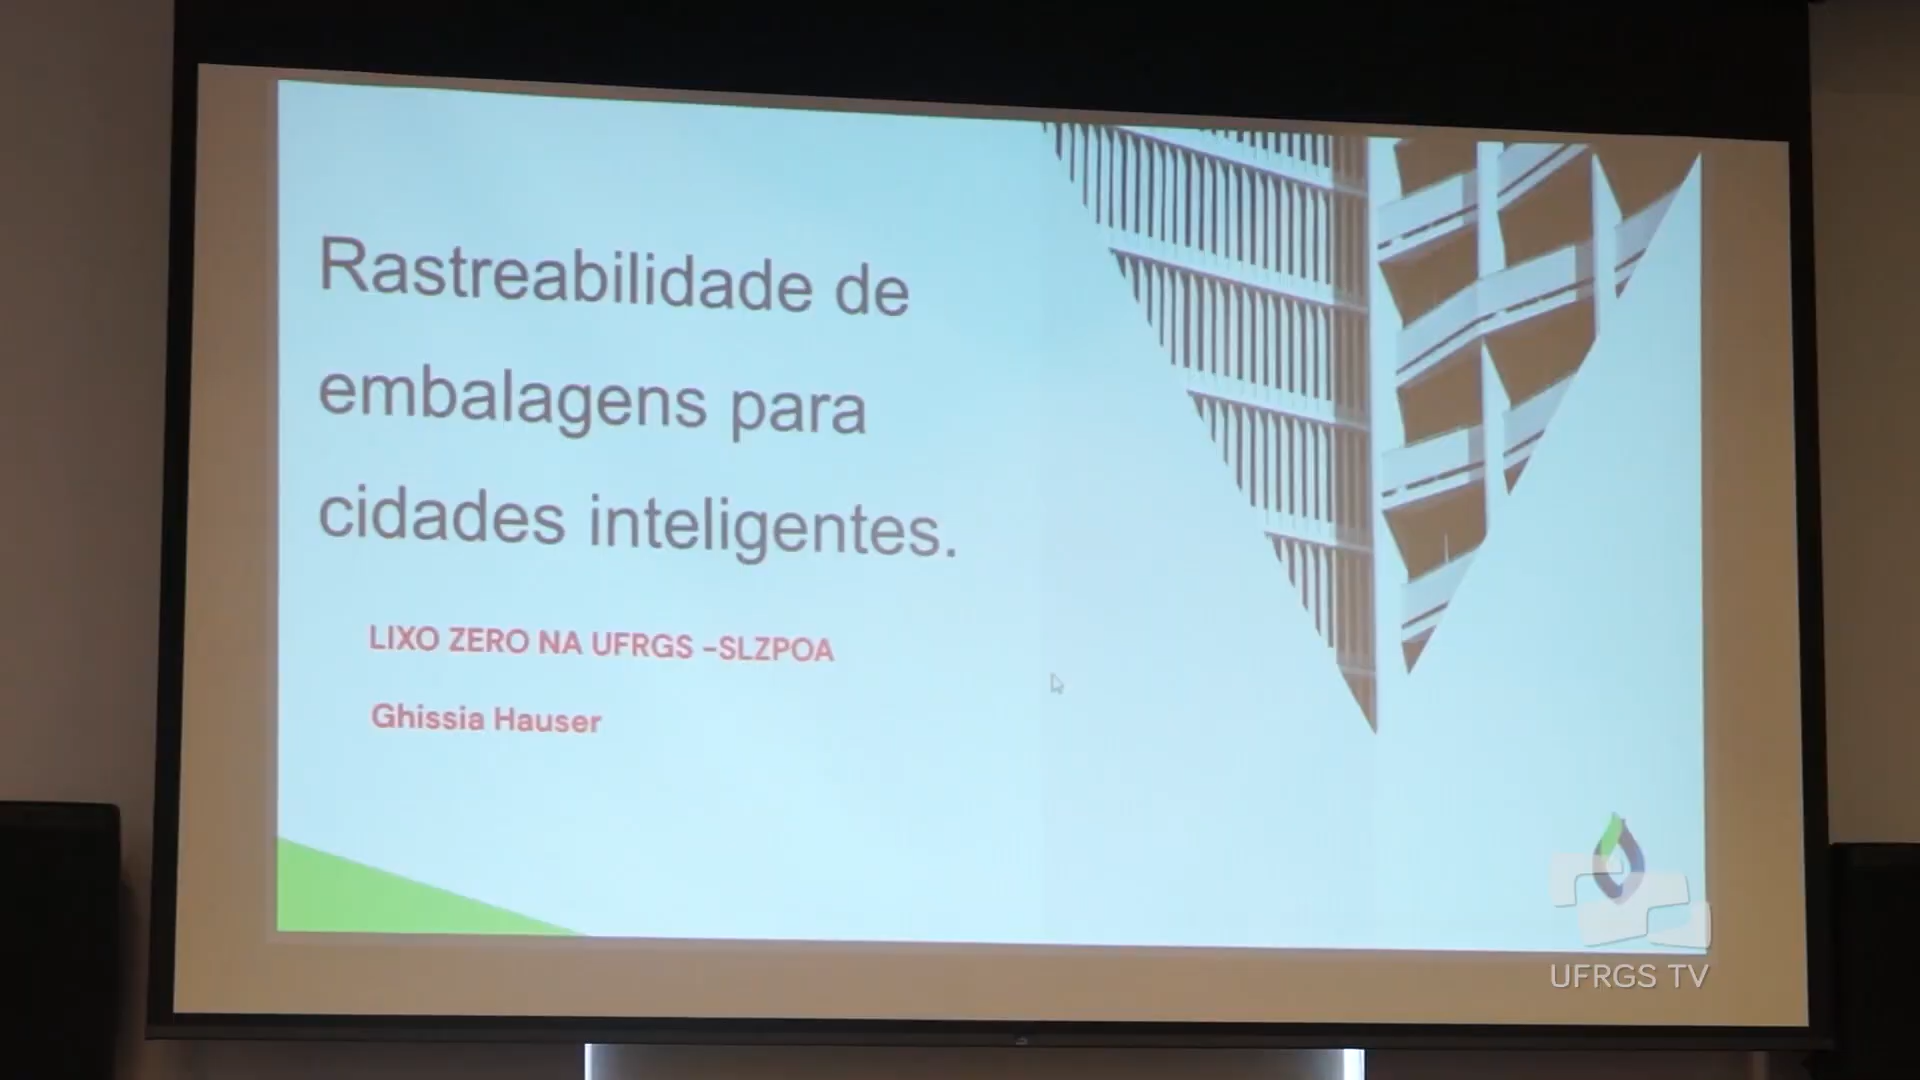 Rastreabilidade de
embalagens para
cidades inteligentes.
LIXO ZERO NA UFRGS –SLZPOA
Ghissia Hauser
UFRGS TV